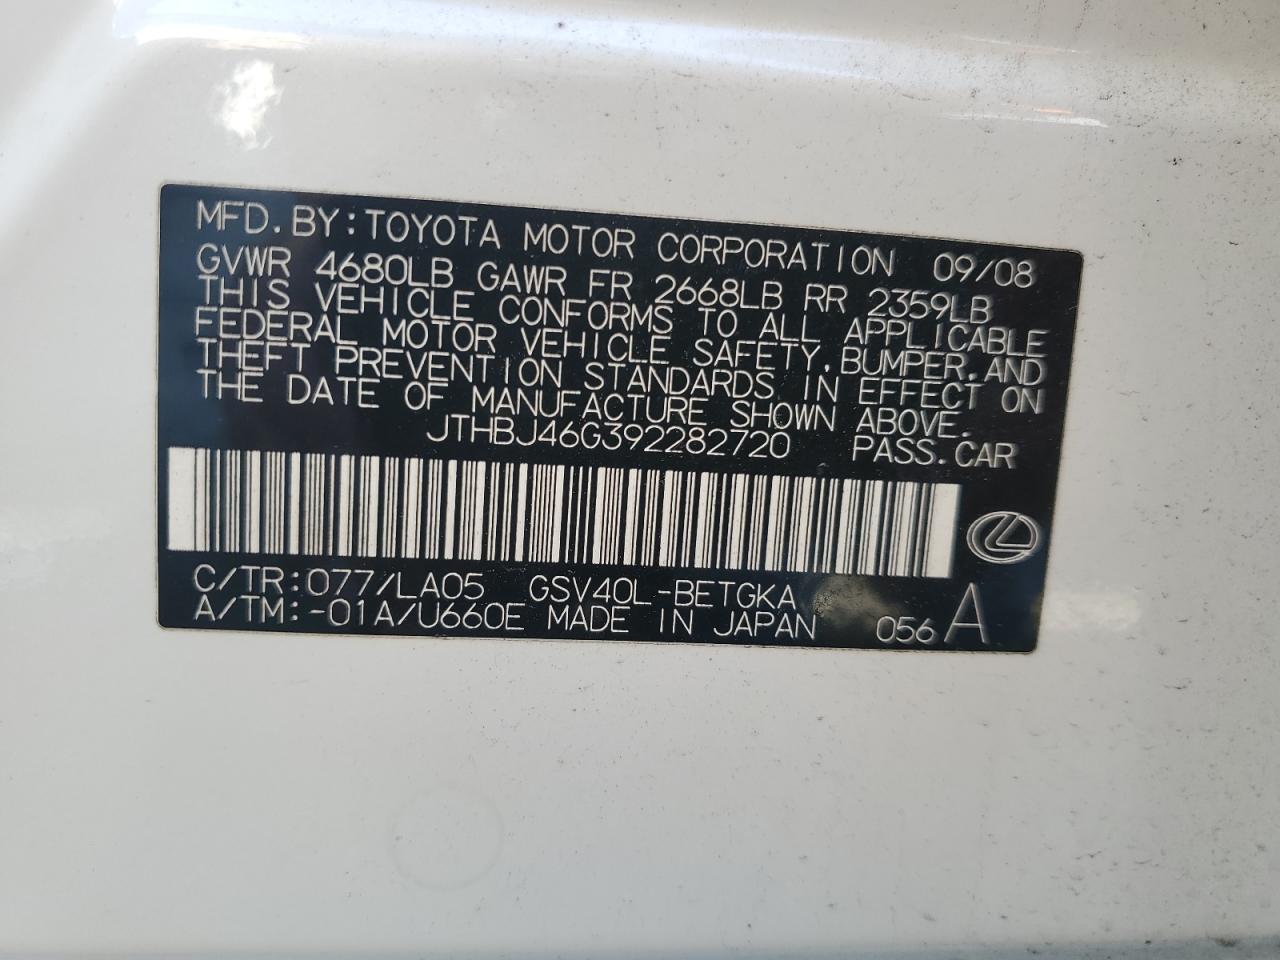 MFD. BY: TOYOTA MOTOR CORPORATION 09/08
GVWR 4680LB GAWR FR 2668LB RR 2359LB
THIS VEHICLE CONFORMS TO ALL APPLICABLE
FEDERAL MOTOR VEHICLE SAFETY, BUMPER, AND
THEFT PREVENTION STANDARDS IN EFFECT ON
THE DATE OF MANUFACTURE SHOWN ABOVE.
JTHBJ46G392282720 PASS. CAR
C/TR: 077/LA05 GSV40L-BETGKA
A/TM: -01A/U660E MADE IN JAPAN 056 A